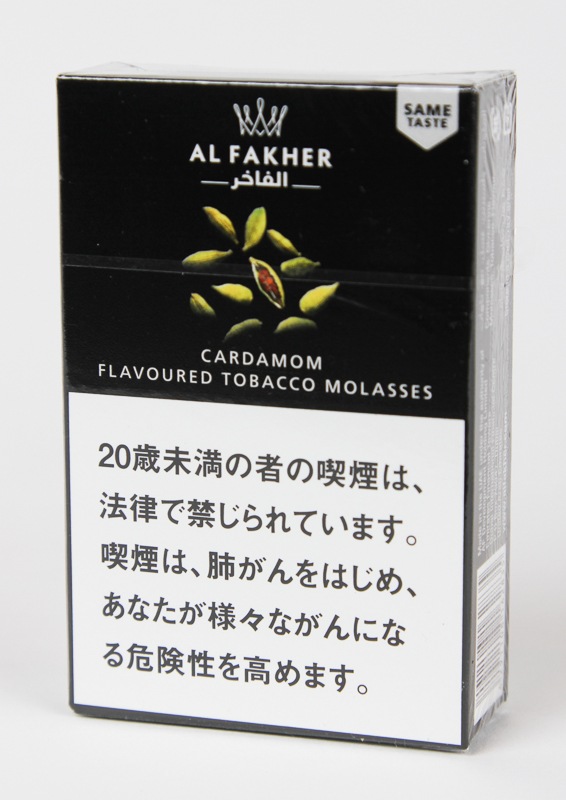 SAME
TASTE
AL FAKHER
الفاخر
CARDAMOM
FLAVOURED TOBACCO MOLASSES
20歳未満の者の喫煙は、
法律で禁じられています。
喫煙は、肺がんをはじめ、
あなたが様々ながんにな
る危険性を高めます。